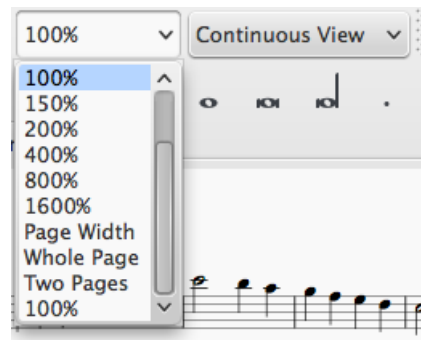 100% Continuous View
100%
150%
200%
400%
800%
1600%
Page Width
Whole Page
Two Pages
100%